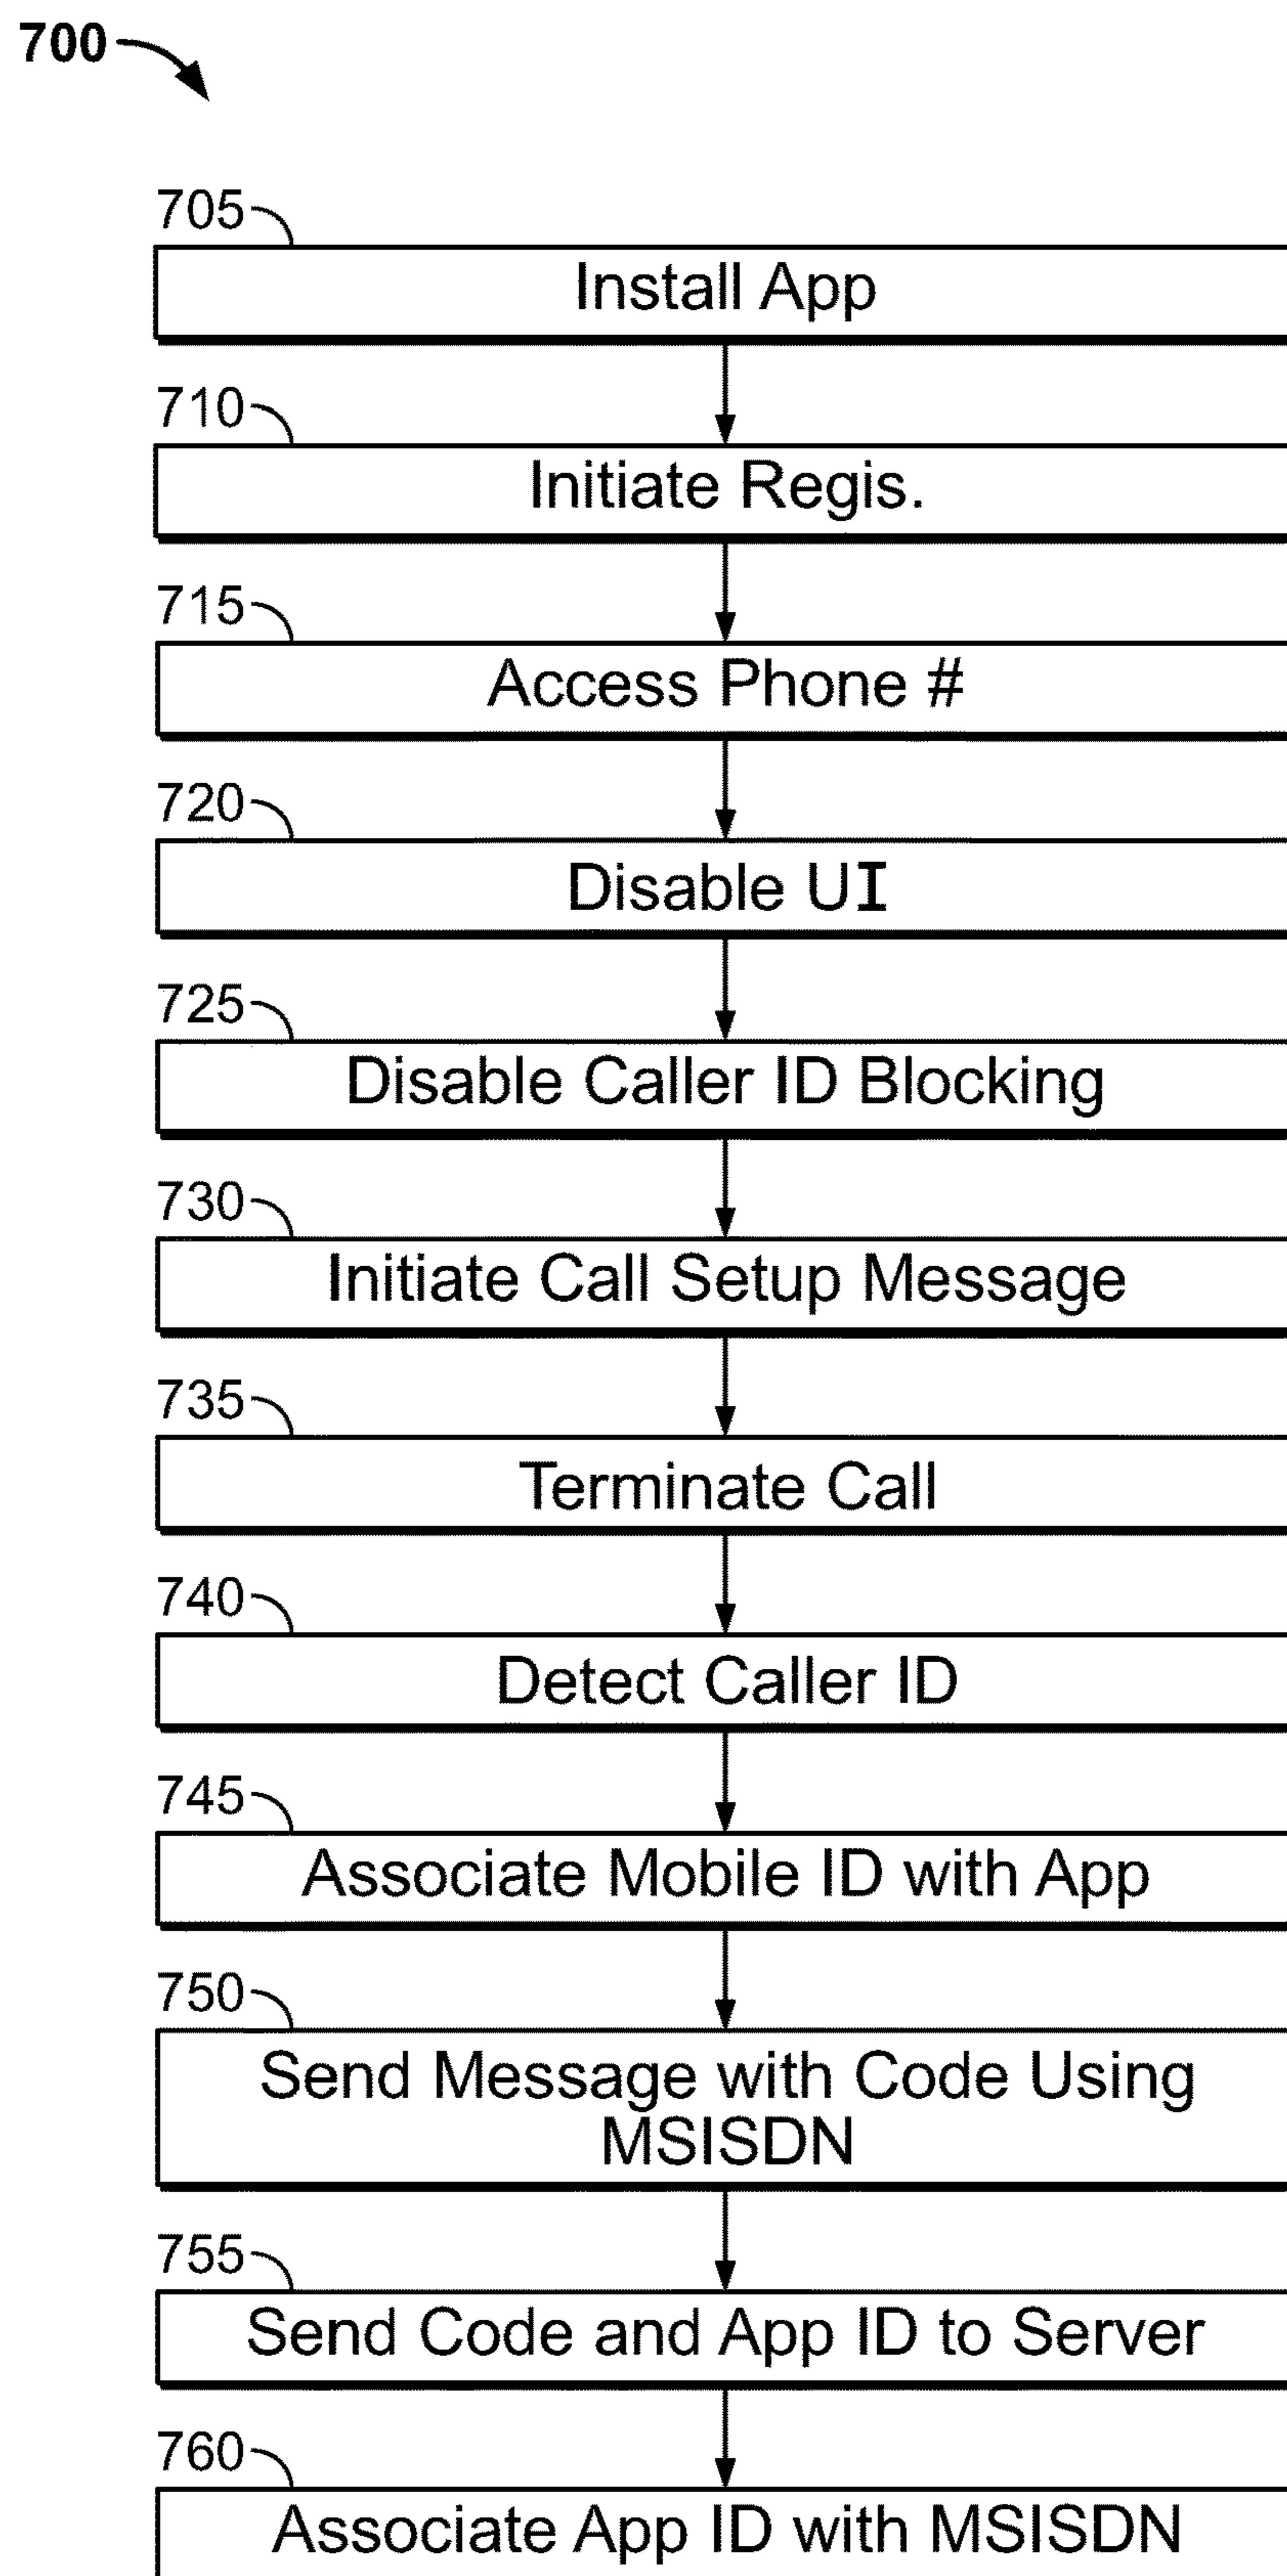 700
705
Install App
710
Initiate Regis.
715
Access Phone #
720
Disable UI
725
Disable Caller ID Blocking
730
Initiate Call Setup Message
735
Terminate Call
740
Detect Caller ID
745
Associate Mobile ID with App
750
Send Message with Code Using
MSISDN
755
Send Code and App ID to Server
760
Associate App ID with MSISDN